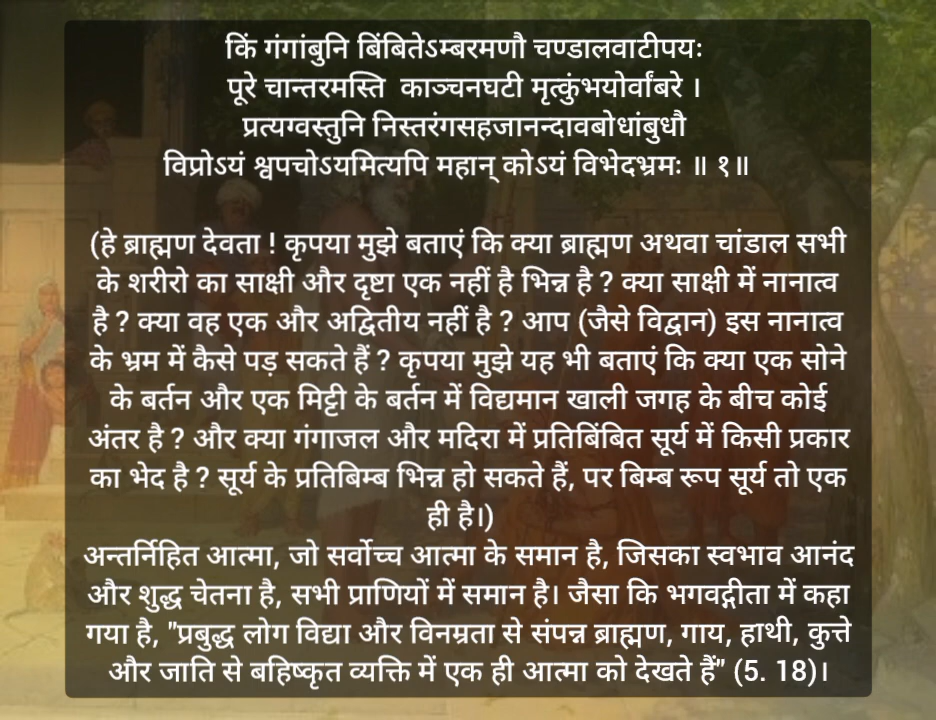 किं गंगांबुनि बिंबितेऽम्बरमणौ चण्डालवाटीपयः
पूरे चान्तरमस्ति काञ्चनघटी मृत्कुंभयोर्वांबरे ।
प्रत्यग्वस्तुनि निस्तरंगसहजानन्दावबोधांबुधौ
विप्रोऽयं श्वपचोऽयमित्यपि महान् कोऽयं विभेदभ्रमः ॥ १॥
(हे ब्राह्मण देवता ! कृपया मुझे बताएं कि क्या ब्राह्मण अथवा चांडाल सभी
के शरीरो का साक्षी और दृष्टा एक नहीं है भिन्न है ? क्या साक्षी में नानात्व
है ? क्या वह एक और अद्वितीय नहीं है ? आप (जैसे विद्वान) इस नानात्व
के भ्रम में कैसे पड़ सकते हैं ? कृपया मुझे यह भी बताएं कि क्या एक सोने
के बर्तन और एक मिट्टी के बर्तन में विद्यमान खाली जगह के बीच कोई
अंतर है ? और क्या गंगाजल और मदिरा में प्रतिबिंबित सूर्य में किसी प्रकार
का भेद है ? सूर्य के प्रतिबिम्ब भिन्न हो सकते हैं, पर बिम्ब रूप सूर्य तो एक
ही है।)
अन्तर्निहित आत्मा, जो सर्वोच्च आत्मा के समान है, जिसका स्वभाव आनंद
और शुद्ध चेतना है, सभी प्राणियों में समान है। जैसा कि भगवद्गीता में कहा
गया है, "प्रबुद्ध लोग विद्या और विनम्रता से संपन्न ब्राह्मण, गाय, हाथी, कुत्ते
और जाति से बहिष्कृत व्यक्ति में एक ही आत्मा को देखते हैं" (5. 18)।